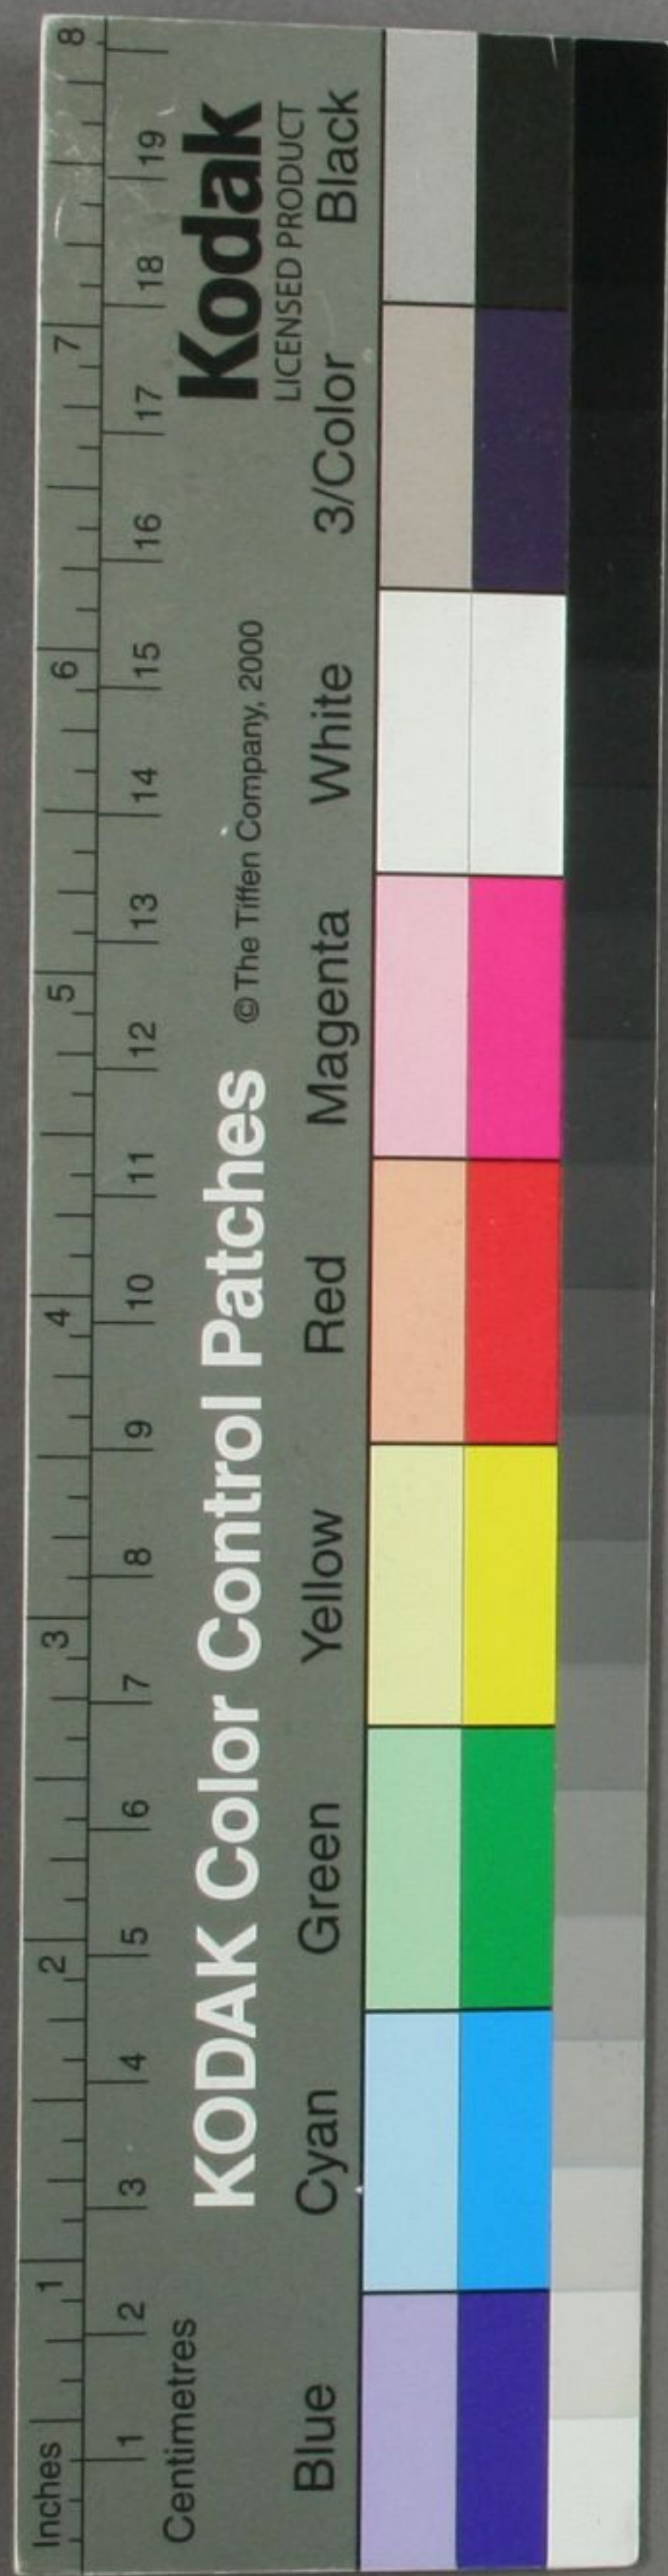 Inches 1 2 3 4 5 6 7 8
1 2 3 4 5 6 7 8 9 10 11 12 13 14 15 16 17 18 19
Centimetres
KODAK Color Control Patches
© The Tiffen Company, 2000
Kodak
LICENSED PRODUCT
Blue Cyan Green Yellow Red Magenta White 3/Color Black